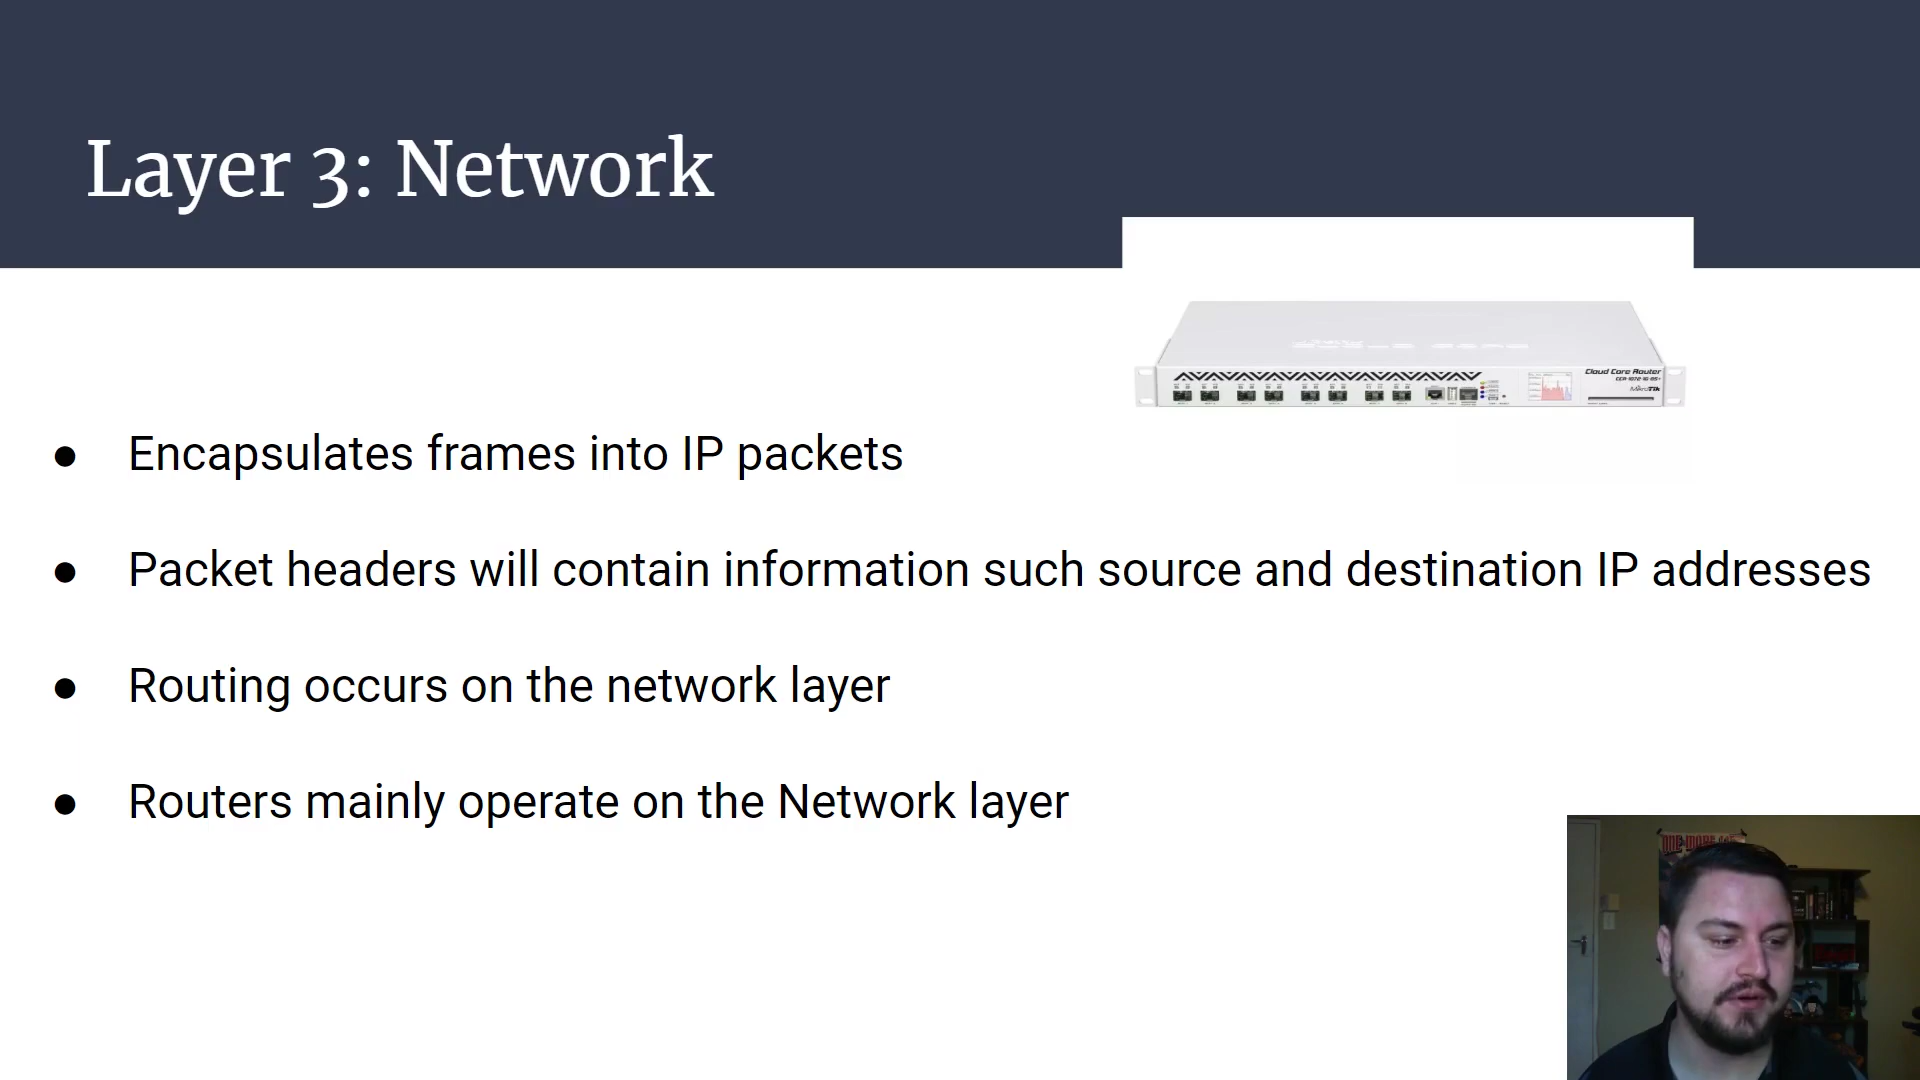 Layer 3: Network
Cloud Core Router
MikroTik
● Encapsulates frames into IP packets
● Packet headers will contain information such source and destination IP addresses
● Routing occurs on the network layer
● Routers mainly operate on the Network layer